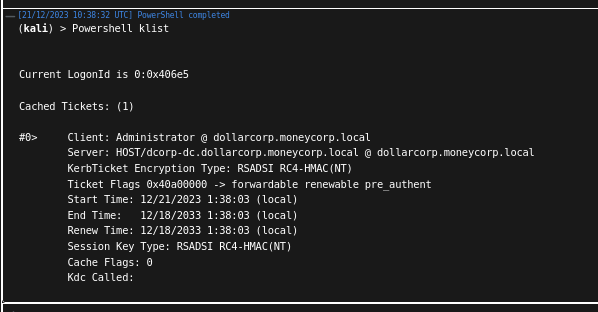 [21/12/2023 10:38:32 UTC] PowerShell completed
(kali) > Powershell klist
Current LogonId is 0:0x406e5
Cached Tickets: (1)
#0>     Client: Administrator @ dollarcorp.moneycorp.local
        Server: HOST/dcorp-dc.dollarcorp.moneycorp.local @ dollarcorp.moneycorp.local
        KerbTicket Encryption Type: RSADSI RC4-HMAC(NT)
        Ticket Flags 0x40a00000 -> forwardable renewable pre_authent
        Start Time: 12/21/2023 1:38:03 (local)
        End Time:   12/18/2033 1:38:03 (local)
        Renew Time: 12/18/2033 1:38:03 (local)
        Session Key Type: RSADSI RC4-HMAC(NT)
        Cache Flags: 0
        Kdc Called: